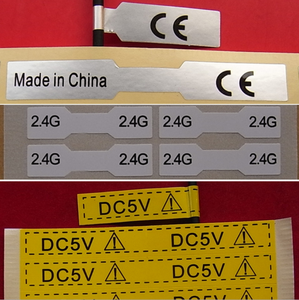 CE
Made in China CE
2.4G 2.4G 2.4G 2.4G
2.4G 2.4G 2.4G 2.4G
DC5V ⚠
DC5V ⚠ DC5V ⚠
DC5V ⚠ DC5V ⚠